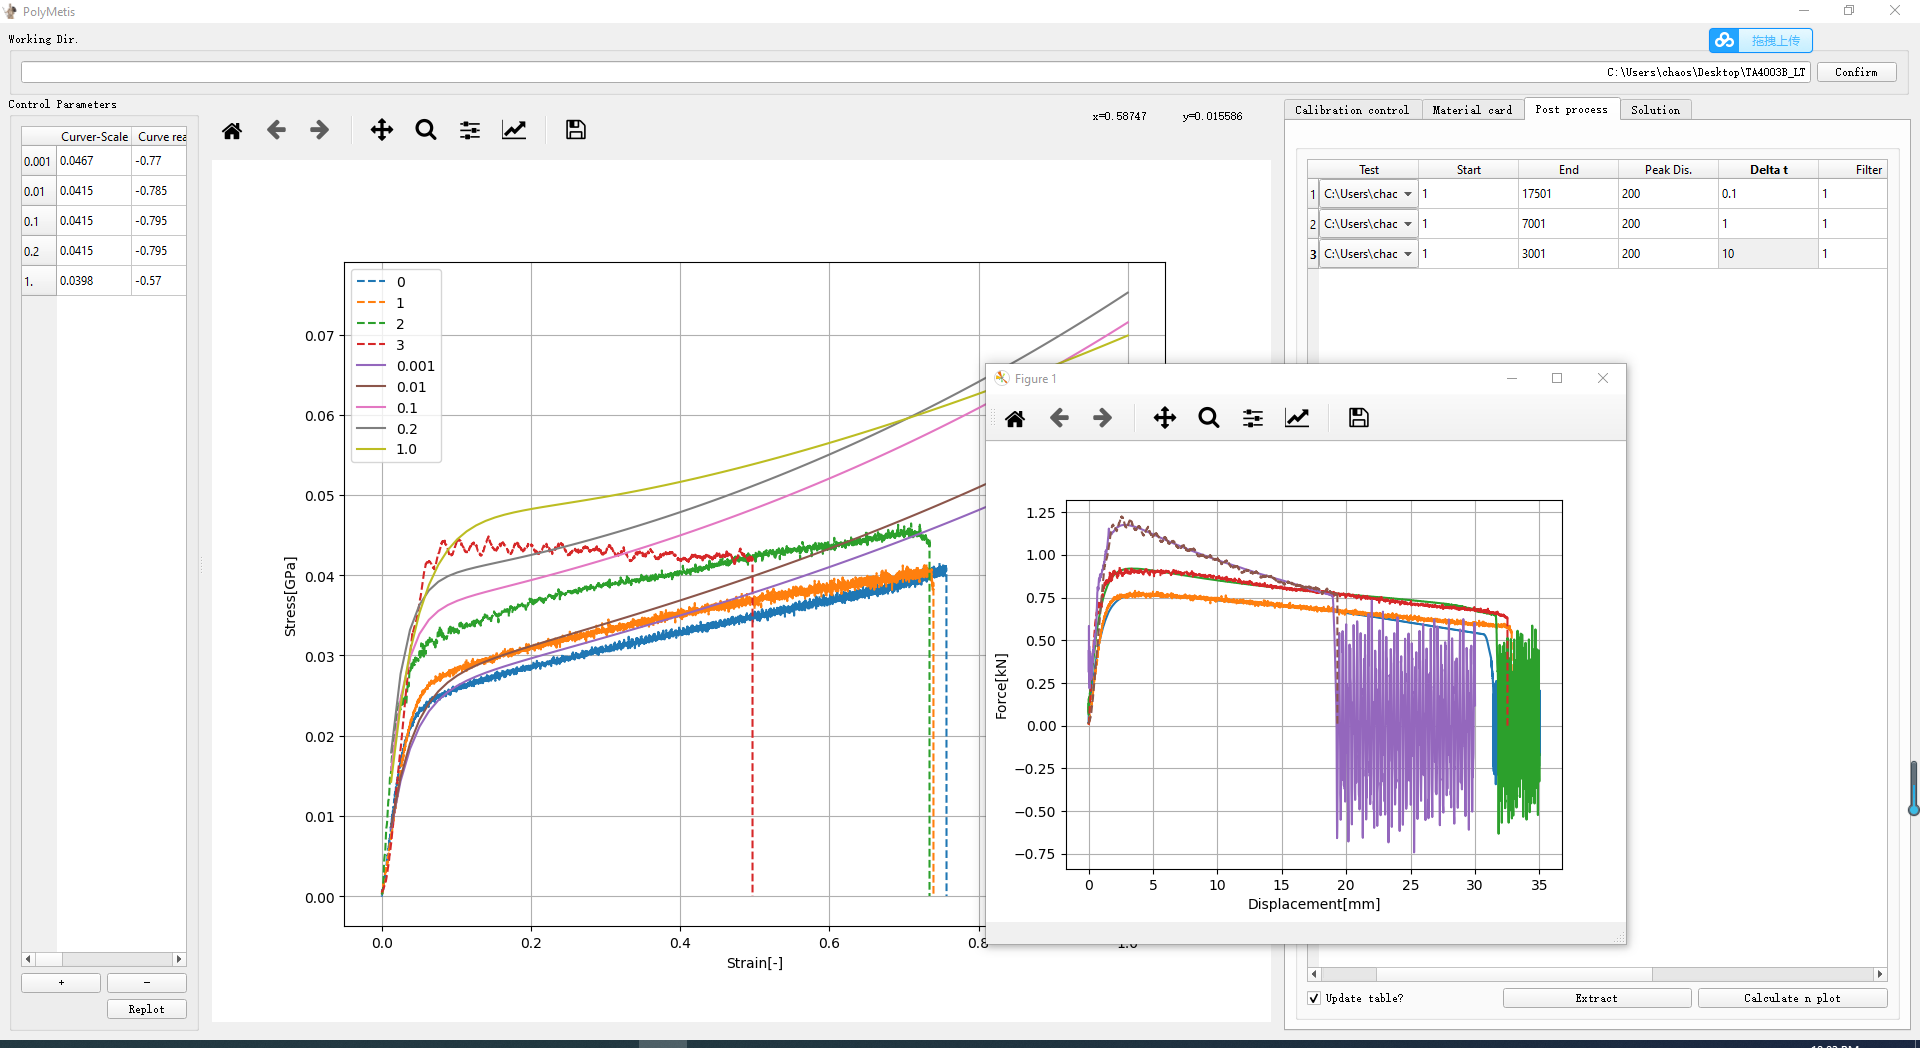 PolyMetis
Working Dir.
拖拽上传
C:\Users\chaos\Desktop\TA4003B_LT
Confirm
Control Parameters
Curver-Scale Curve rea
0.001 0.0467 -0.77
0.01 0.0415 -0.785
0.1 0.0415 -0.795
0.2 0.0415 -0.795
1. 0.0398 -0.57
+ -
Replot
x=0.58747 y=0.015586
0
1
2
3
0.001
0.01
0.1
0.2
1.0
0.07
0.06
0.05
0.04
0.03
0.02
0.01
0.00
Stress[GPa]
0.0 0.2 0.4 0.6 0.8
Strain[-]
Calibration control Material card Post process Solution
Test Start End Peak Dis. Delta t Filter
1 C:\Users\chac 1 17501 200 0.1 1
2 C:\Users\chac 1 7001 200 1 1
3 C:\Users\chac 1 3001 200 10 1
Figure 1
1.25
1.00
0.75
0.50
0.25
0.00
−0.25
−0.50
−0.75
Force[kN]
0 5 10 15 20 25 30 35
Displacement[mm]
Update table?
Extract
Calculate n plot